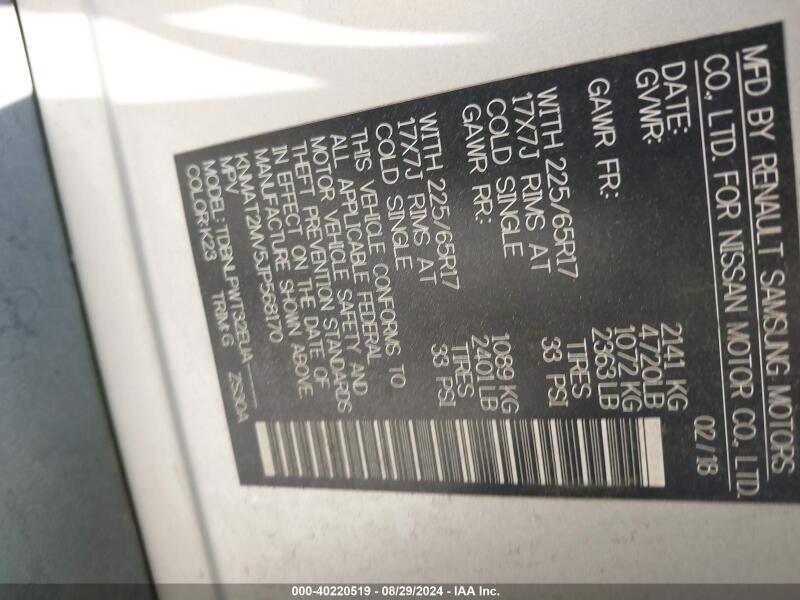 MFD BY RENAULT SAMSUNG MOTORS
CO., LTD. FOR NISSAN MOTOR CO., LTD.
DATE: 02/18
GVWR: 2141 KG
4720LB
GAWR FR: 1072 KG
2363 LB
WITH 225/65R17 TIRES
17X7J RIMS AT 33 PSI
COLD SINGLE
GAWR RR: 1089 KG
2401 LB
WITH 225/65R17 TIRES
17X7J RIMS AT 33 PSI
COLD SINGLE
THIS VEHICLE CONFORMS TO
ALL APPLICABLE FEDERAL
MOTOR VEHICLE SAFETY AND
THEFT PREVENTION STANDARDS
IN EFFECT ON THE DATE OF
MANUFACTURE SHOWN ABOVE
KNMAT2MV5JP568170
MPV
MODEL: TDBNLPWT32EUA
COLOR: K23 TRIM: G
000-40220519 - 08/29/2024 - IAA Inc.